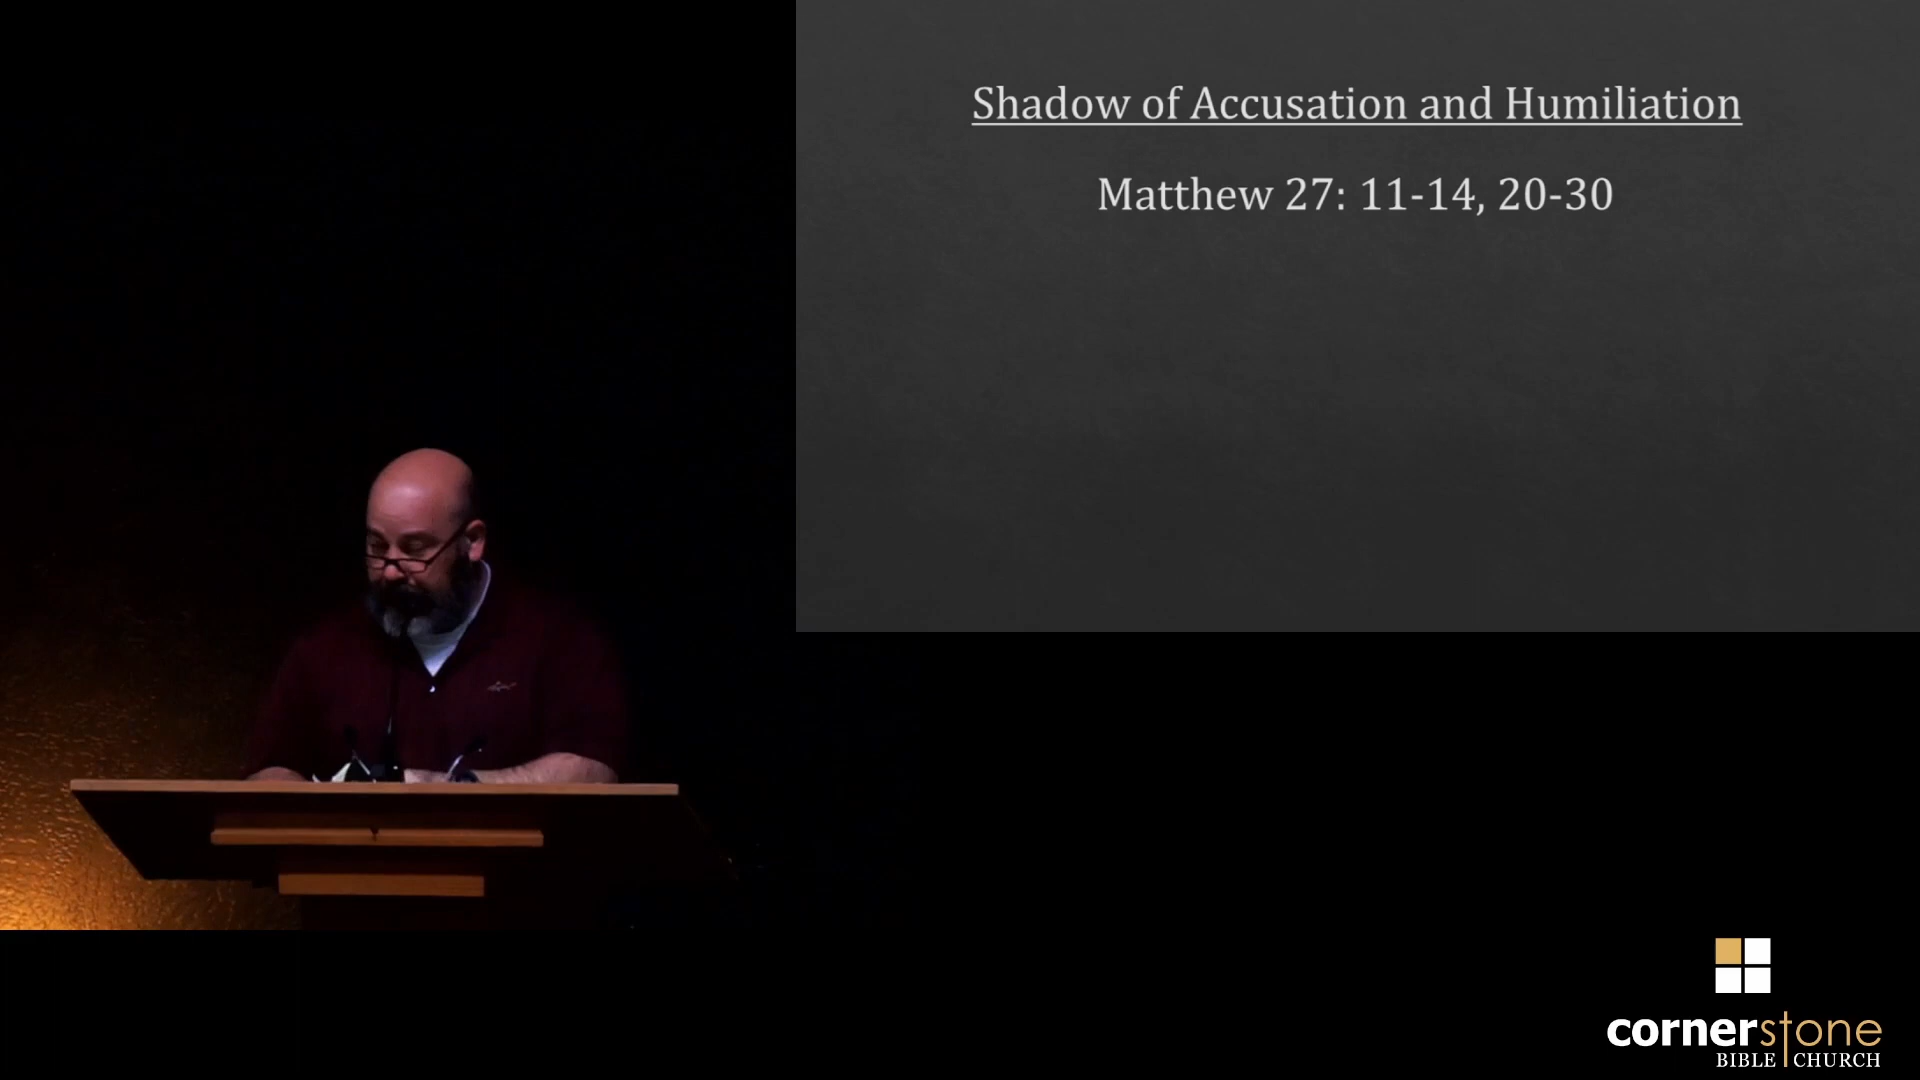 Shadow of Accusation and Humiliation
Matthew 27: 11-14, 20-30
cornerstone
BIBLE CHURCH